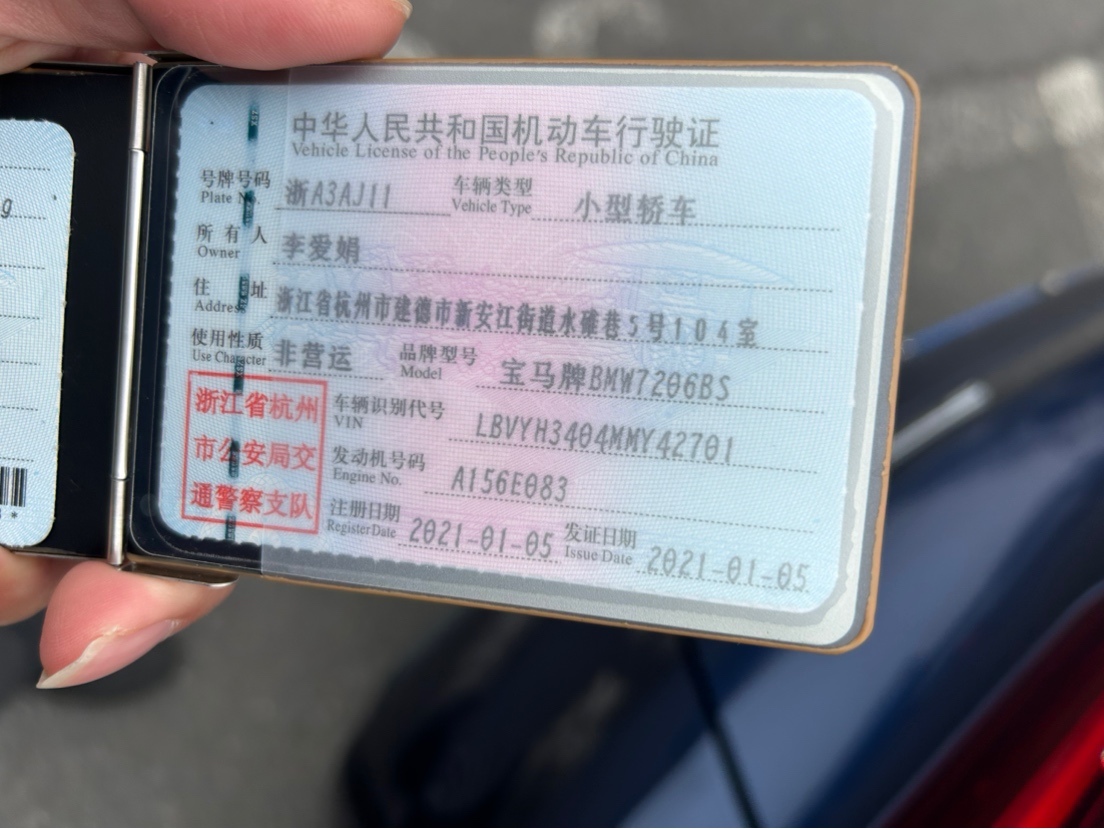 中华人民共和国机动车行驶证
Vehicle License of the People's Republic of China
号牌号码 浙A3AJ11 车辆类型 小型轿车
Plate No. Vehicle Type
所有人 李爱娟
Owner
住址 浙江省杭州市建德市新安江街道水碓巷5号104室
Address
使用性质 非营运 品牌型号 宝马牌BMW7206BS
Use Character Model
浙江省杭州
市公安局交
通警察支队
车辆识别代号 LBVYH3404MMY42701
VIN
发动机号码 A156E083
Engine No.
注册日期 2021-01-05 发证日期 2021-01-05
Register Date Issue Date
g